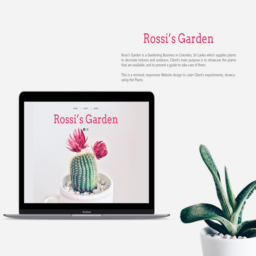 Rossi's Garden
Rossi's Garden is a Gardening Business in Colombo, Sri Lanka which supplies plants
to decorate indoors and outdoors. Client's main purpose is to showcase the plants
that are available, and to present a guide to take care of them.
This is a minimal, responsive Website design to cater Client's requirements, showcasing the Plants.
Rossi's Garden